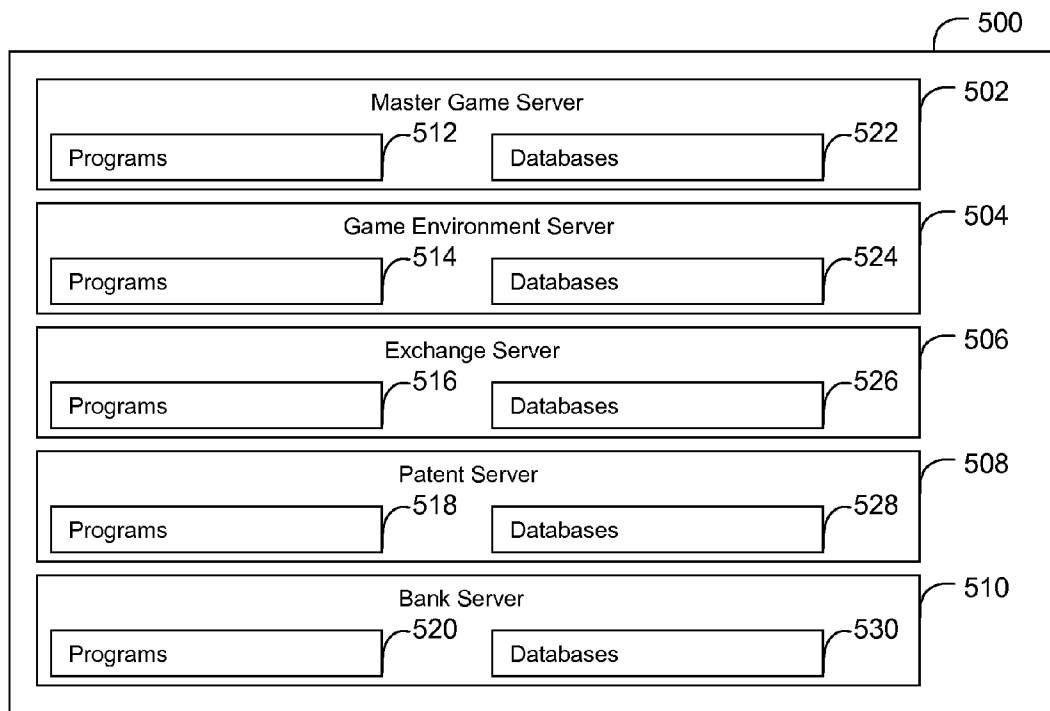 500
Master Game Server 502
Programs 512 Databases 522
Game Environment Server 504
Programs 514 Databases 524
Exchange Server 506
Programs 516 Databases 526
Patent Server 508
Programs 518 Databases 528
Bank Server 510
Programs 520 Databases 530